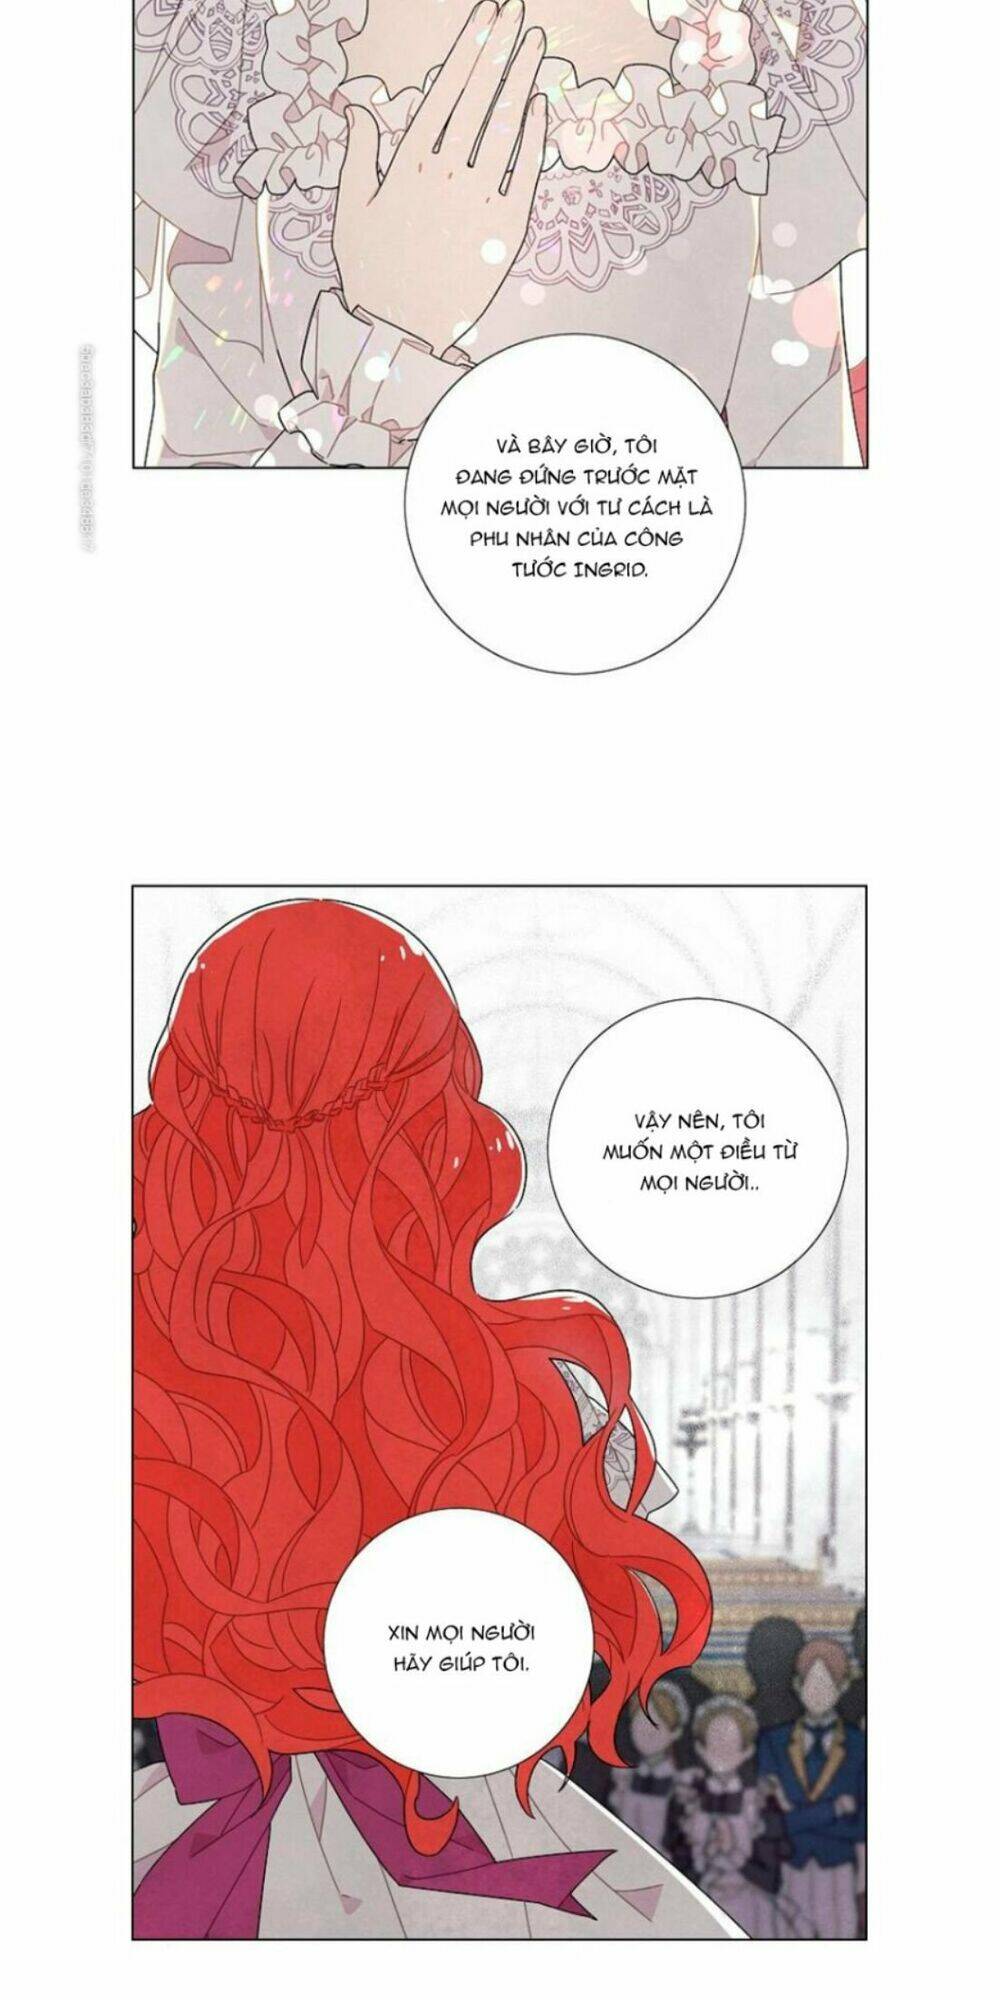 VÀ BÂY GIỜ, TÔI
ĐANG ĐỨNG TRƯỚC MẶT
MỌI NGƯỜI VỚI TƯ CÁCH LÀ
PHU NHÂN CỦA CÔNG
TƯỚC INGRID.
VẬY NÊN, TÔI
MUỐN MỘT ĐIỀU TỪ
MỌI NGƯỜI..
XIN MỌI NGƯỜI
HÃY GIÚP TÔI.